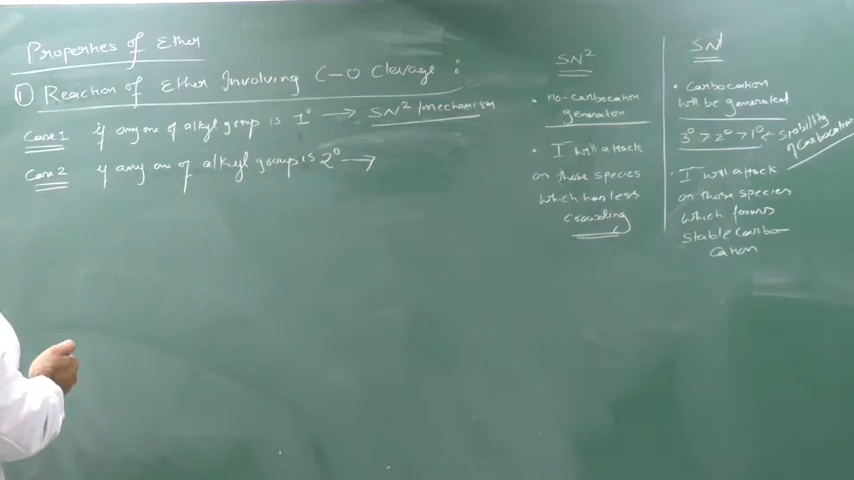 Properties of Ether
① Reaction of Ether Involving C-O Clevage :
Case 1 if any one of alkyl group is 1° → SN² mechanism
Case 2 if any one of alkyl group is 2° →
SN²
• no-carbocation
generation
• I will attack
on those species
which has less
crowding
SN¹
• Carbocation
will be generated
3° > 2° > 1° ← stability
of carbocation
• I will attack
on those species
which forms
stable carbo-
cation